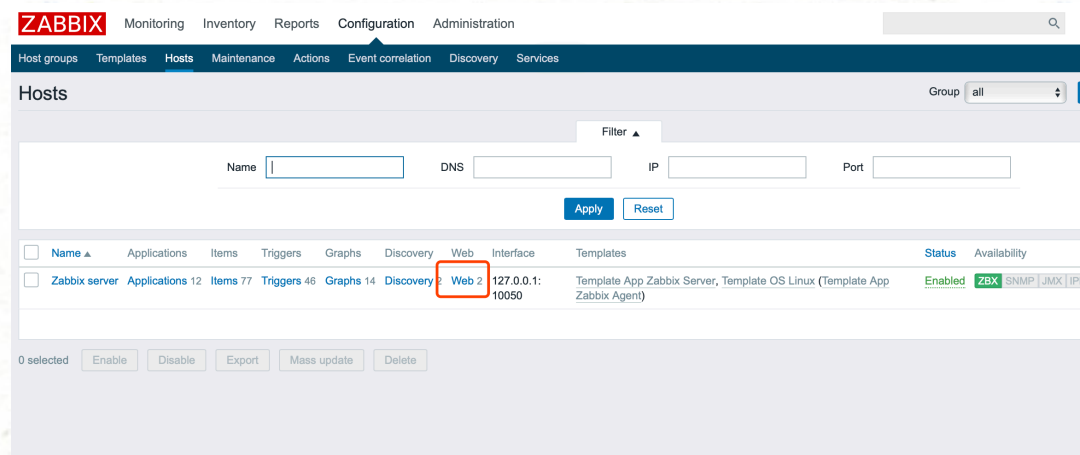 ZABBIX Monitoring Inventory Reports Configuration Administration
Host groups Templates Hosts Maintenance Actions Event correlation Discovery Services
Hosts Group all
Filter ▲
Name DNS IP Port
Apply Reset
Name ▲ Applications Items Triggers Graphs Discovery Web Interface Templates Status Availability
Zabbix server Applications 12 Items 77 Triggers 46 Graphs 14 Discovery 2 Web 2 127.0.0.1: Template App Zabbix Server, Template OS Linux (Template App Enabled ZBX SNMP JMX IP
10050 Zabbix Agent)
0 selected Enable Disable Export Mass update Delete